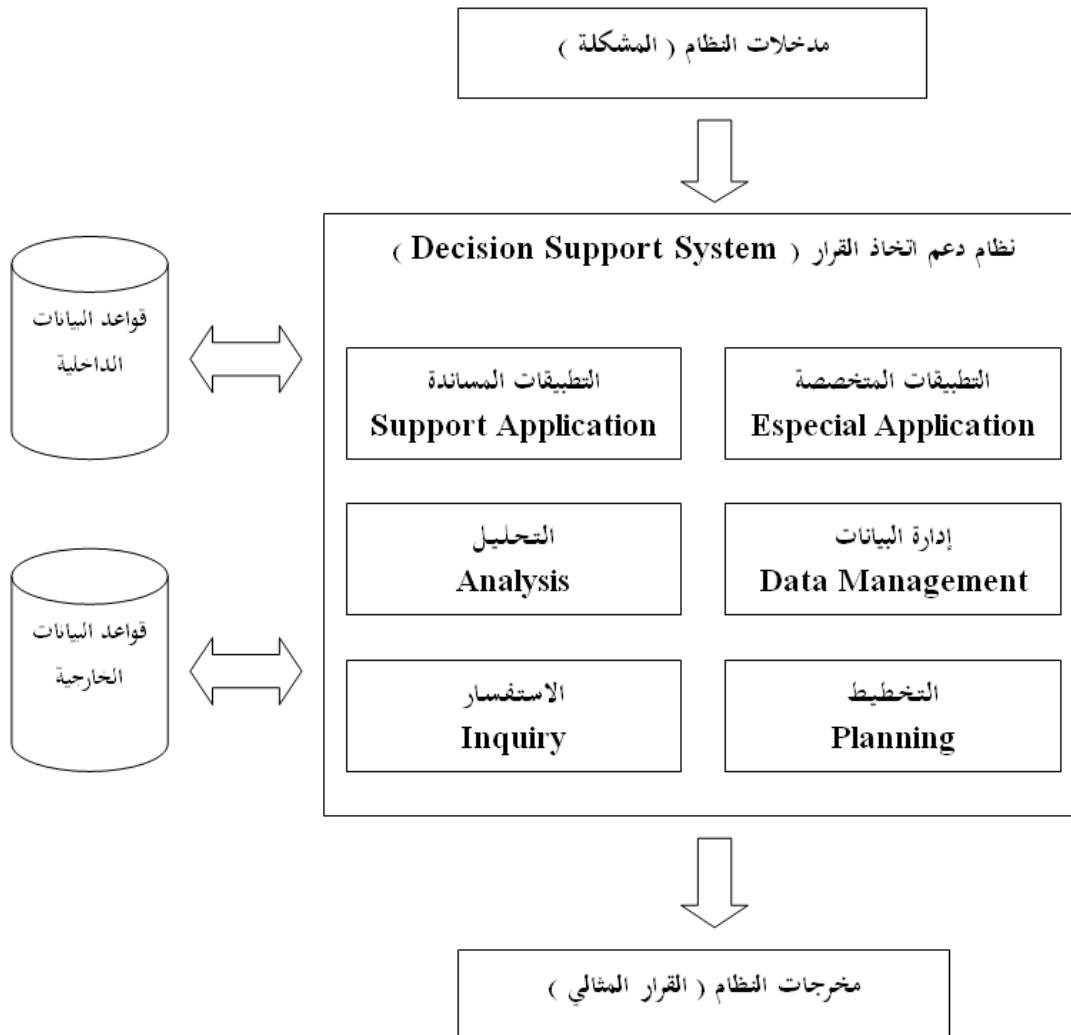 مدخلات النظام ( المشكلة )
نظام دعم اتخاذ القرار ( Decision Support System )
قواعد البيانات
الداخلية
التطبيقات المتخصصة
Especial Application
التطبيقات المساندة
Support Application
إدارة البيانات
Data Management
التحليل
Analysis
قواعد البيانات
الخارجية
التخطيط
Planning
الاستفسار
Inquiry
مخرجات النظام ( القرار المثالي )